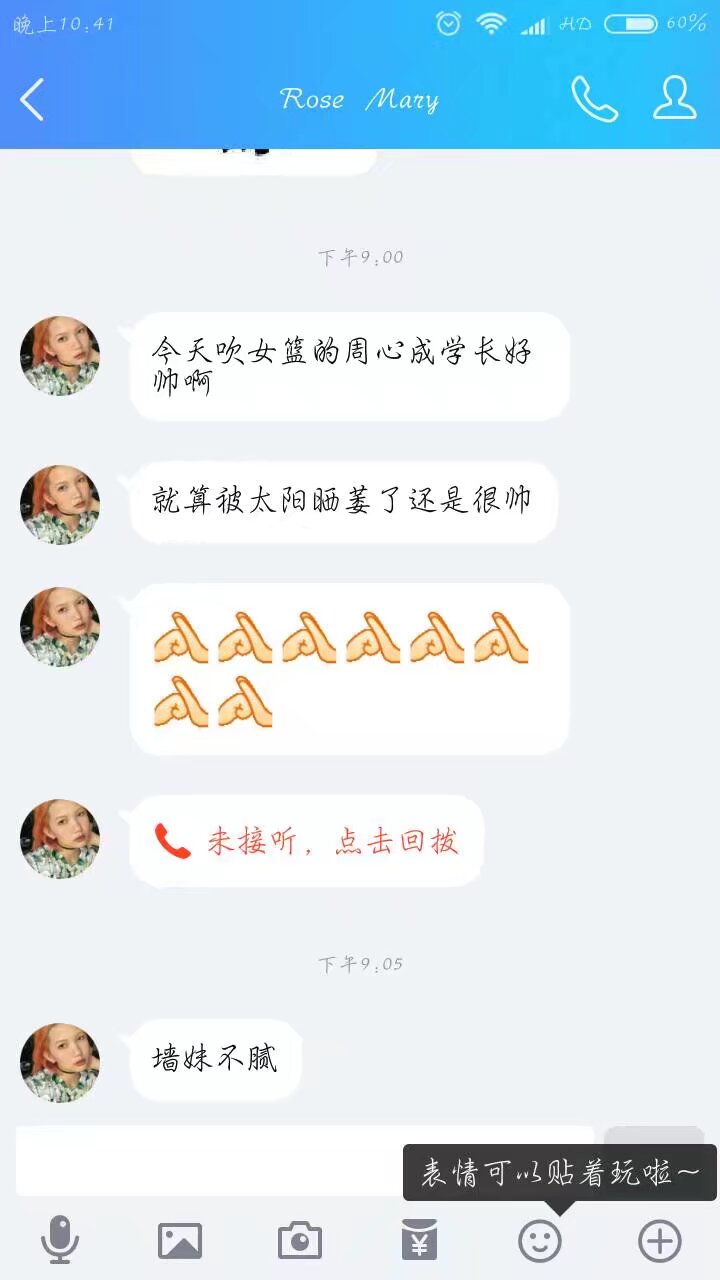 晚上10:41
HD
60%
Rose Mary
下午9:00
今天吹女篮的周心成学长好
帅啊
就算被太阳晒萎了还是很帅
未接听，点击回拨
下午9:05
墙妹不腻
表情可以贴着玩啦～
¥